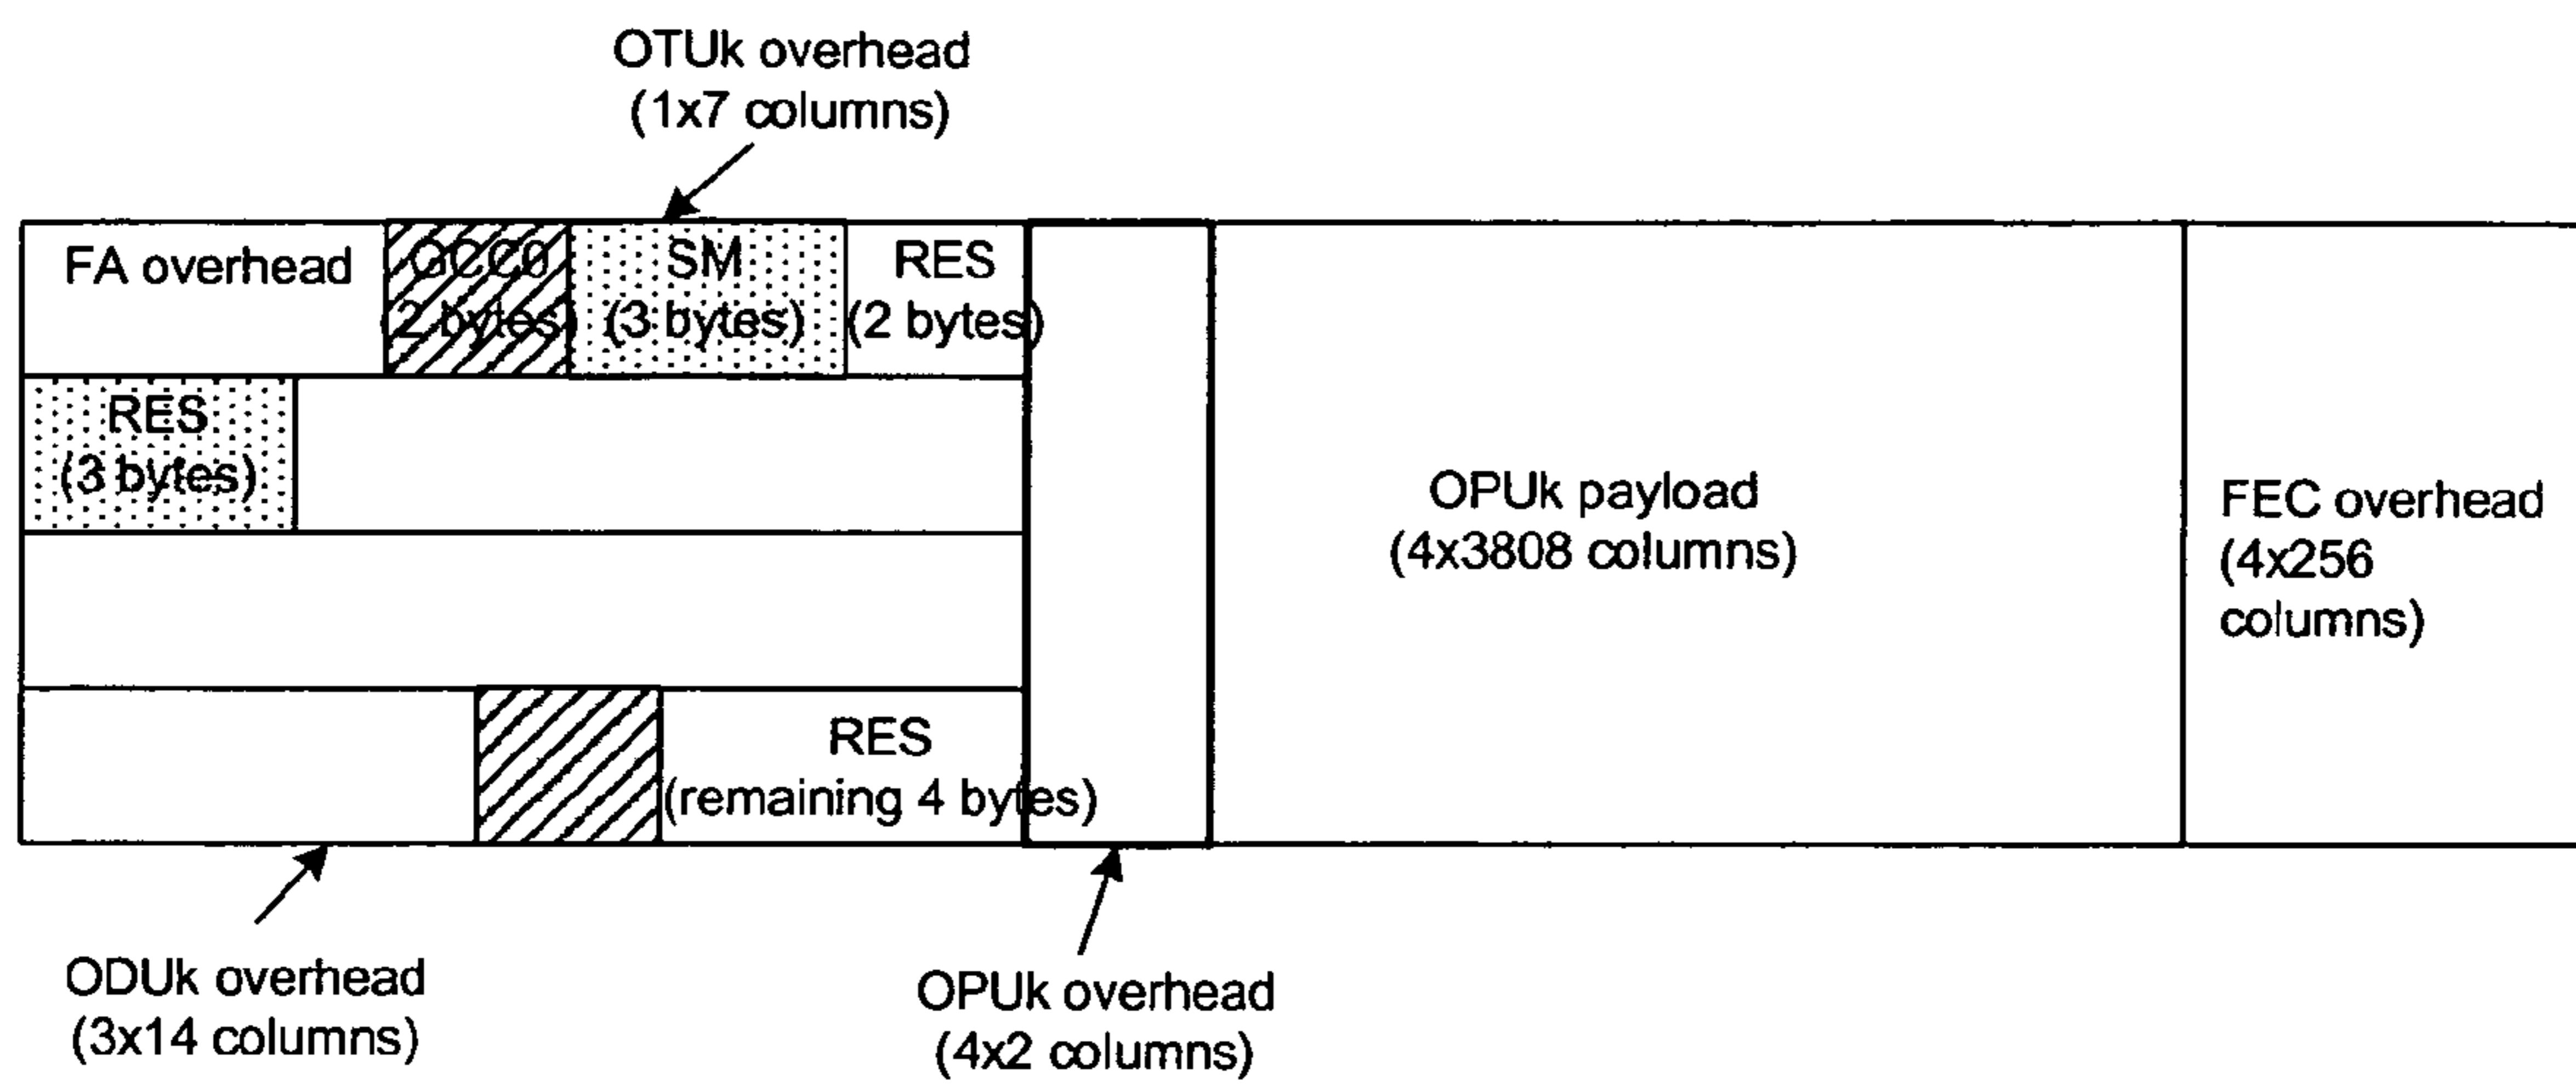 OTUk overhead
(1x7 columns)
FA overhead
GCC0
(2 bytes)
SM
(3 bytes)
RES
(2 bytes)
RES
(3 bytes)
OPUk payload
(4x3808 columns)
FEC overhead
(4x256
columns)
RES
(remaining 4 bytes)
ODUk overhead
(3x14 columns)
OPUk overhead
(4x2 columns)